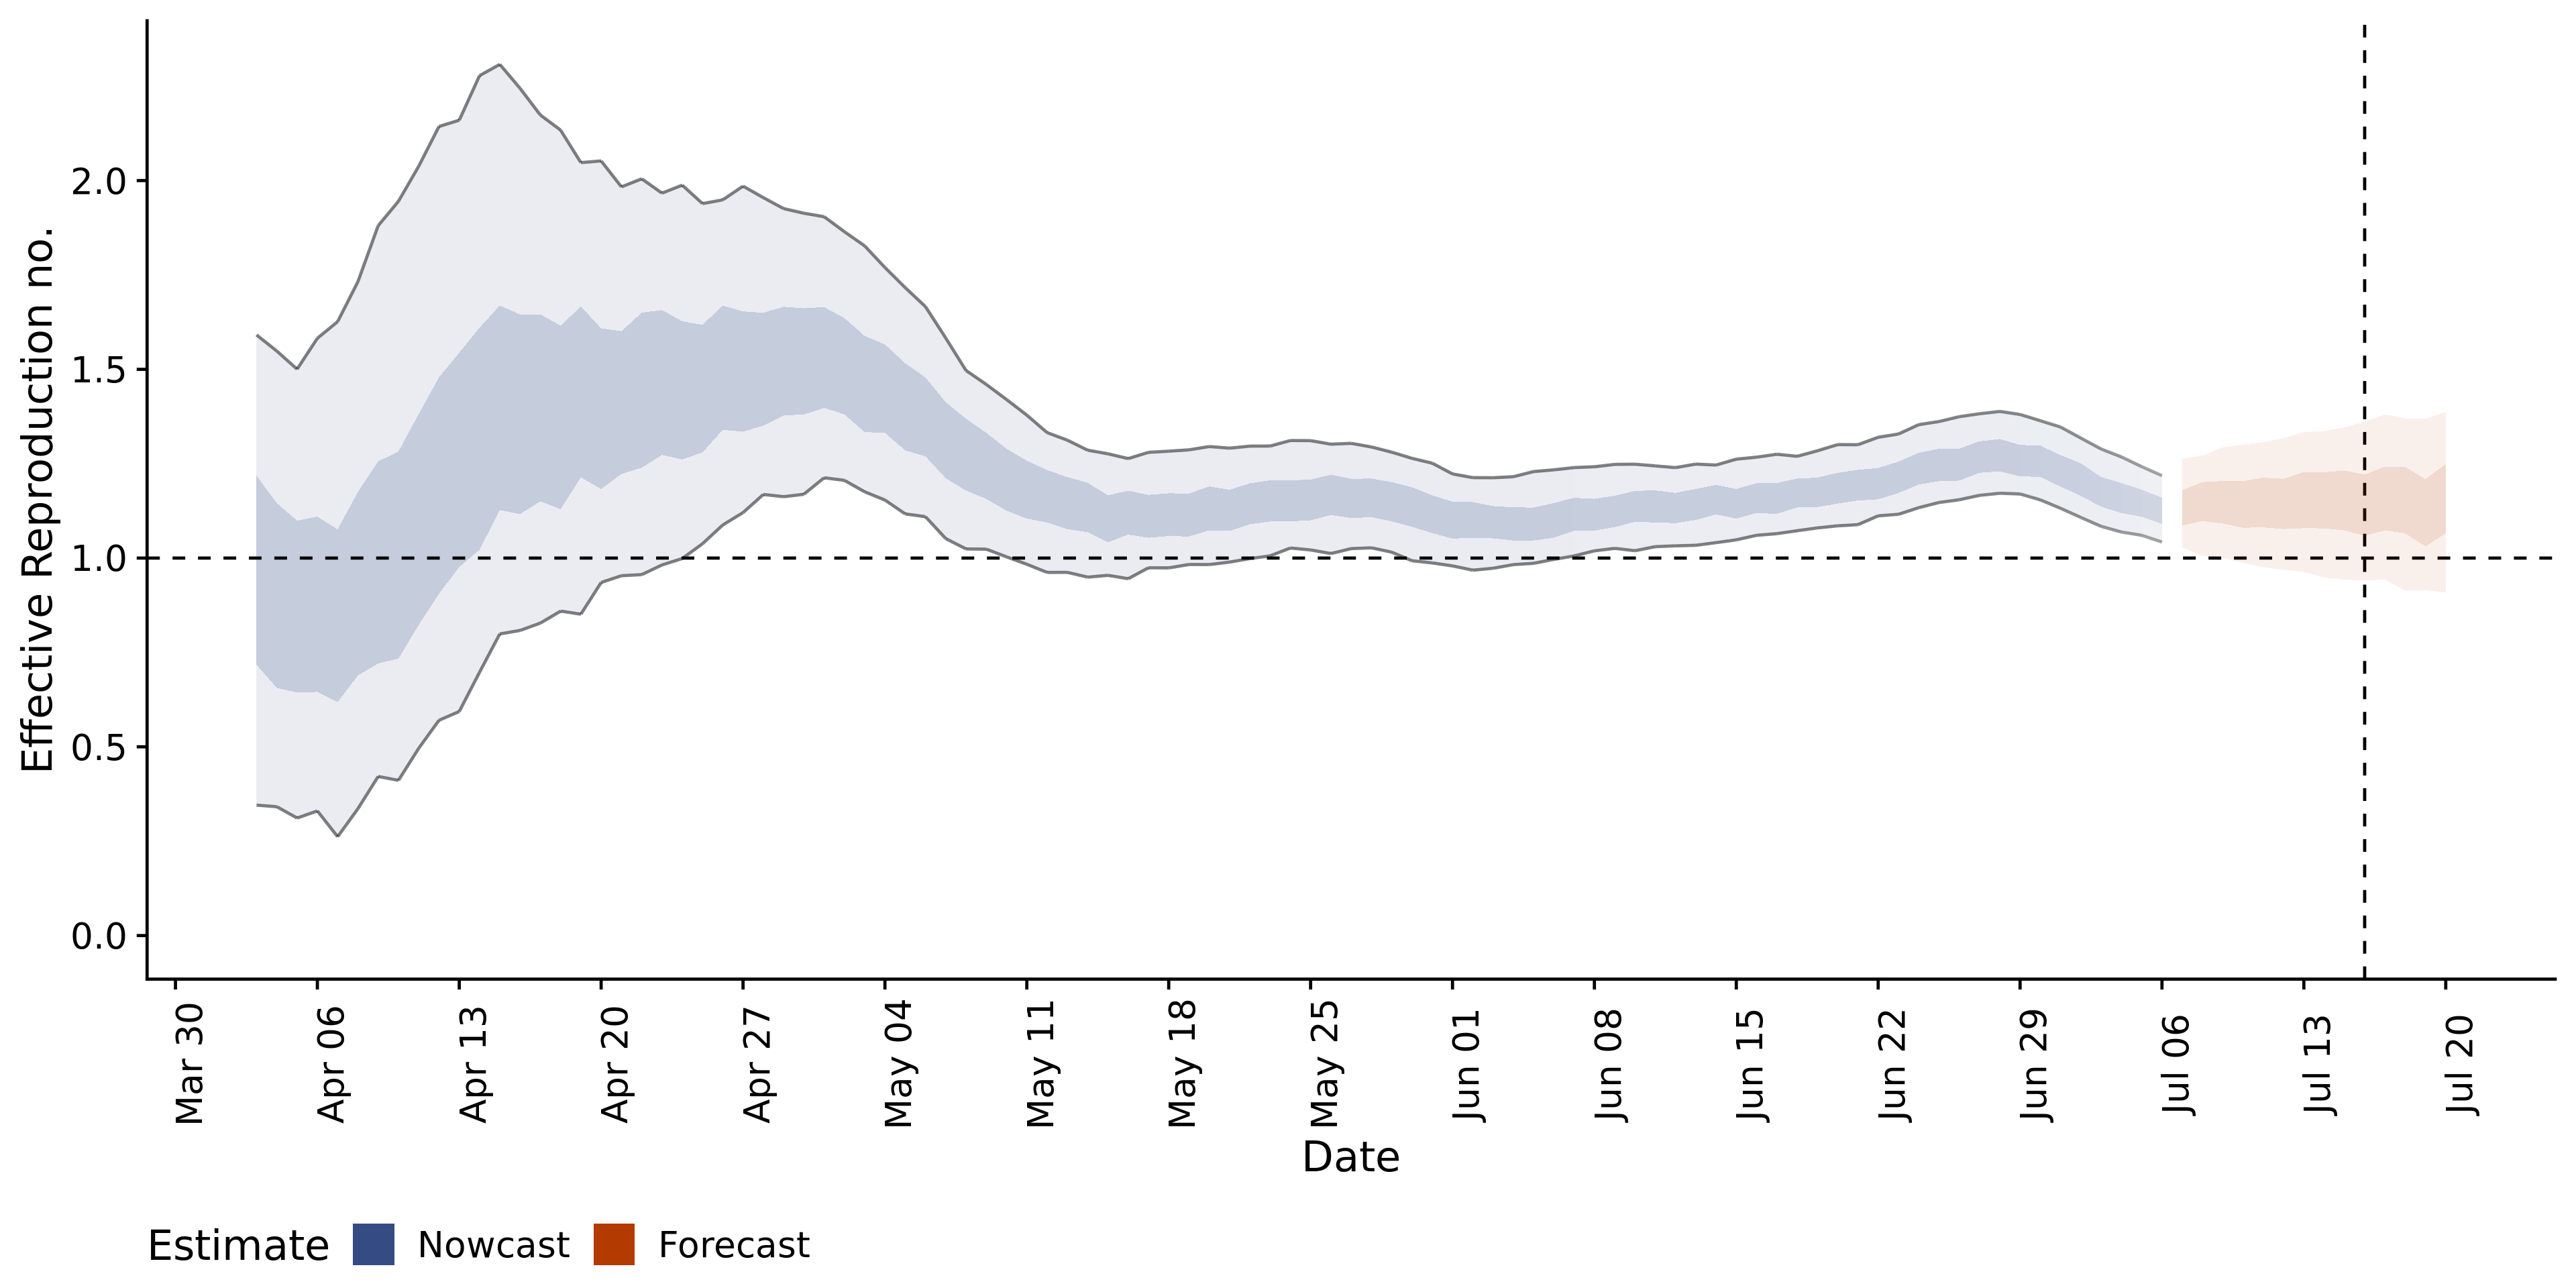 Effective Reproduction no.
2.0
1.5
1.0
0.5
0.0
Mar 30
Apr 06
Apr 13
Apr 20
Apr 27
May 04
May 11
May 18
May 25
Jun 01
Jun 08
Jun 15
Jun 22
Jun 29
Jul 06
Jul 13
Jul 20
Date
Estimate Nowcast Forecast